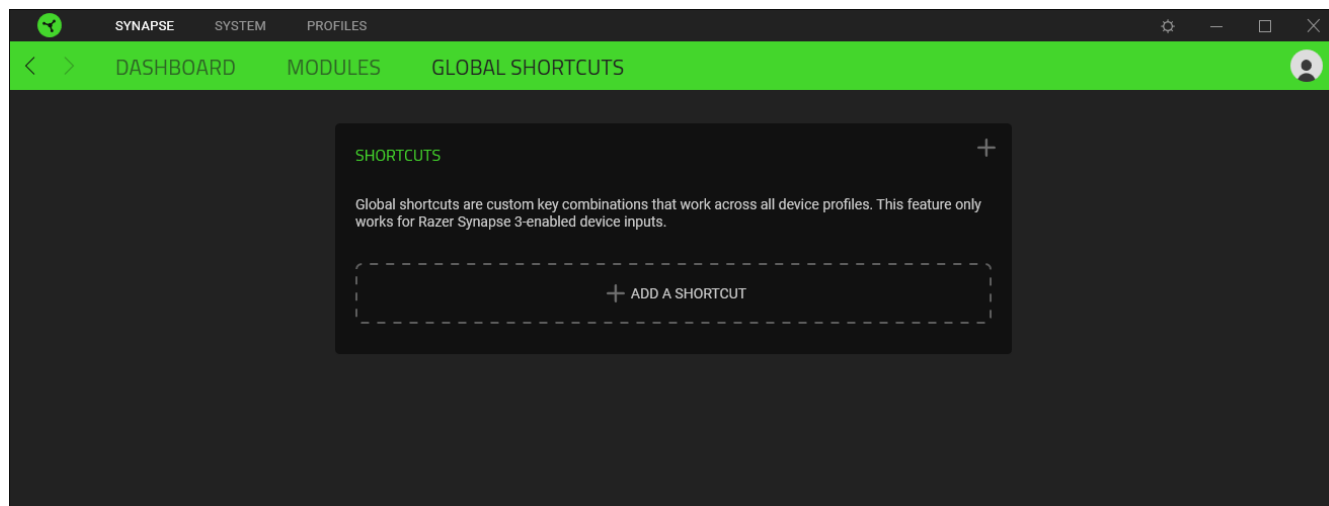 SYNAPSE SYSTEM PROFILES
DASHBOARD MODULES GLOBAL SHORTCUTS
SHORTCUTS
Global shortcuts are custom key combinations that work across all device profiles. This feature only
works for Razer Synapse 3-enabled device inputs.
ADD A SHORTCUT